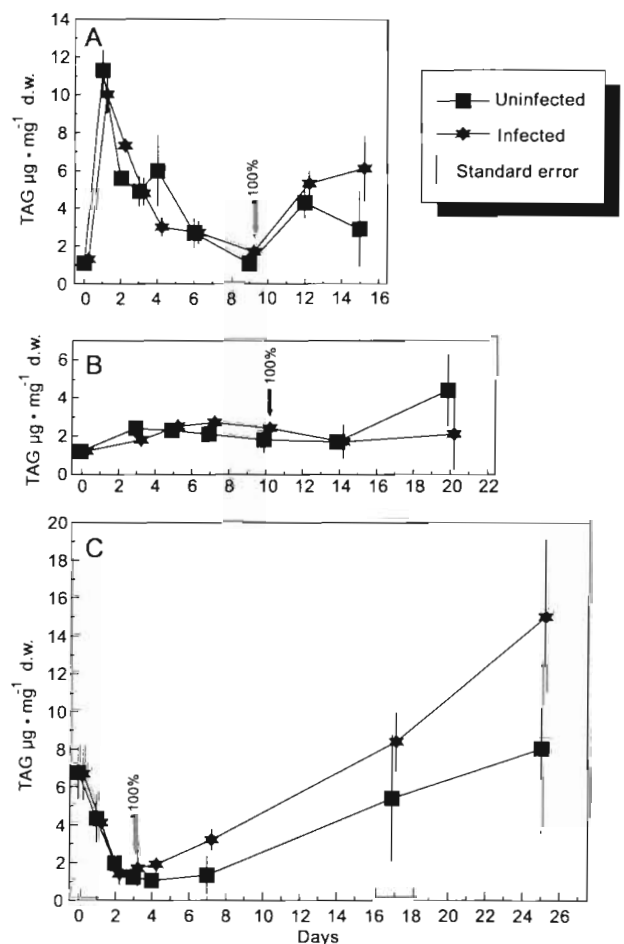 A
14
12
10
8
6
4
2
0
TAG µg • mg⁻¹ d.w.
100%
0 2 4 6 8 10 12 14 16
Uninfected
Infected
Standard error
B
6
4
2
0
TAG µg • mg⁻¹ d.w.
100%
0 2 4 6 8 10 12 14 16 18 20 22
C
20
18
16
14
12
10
8
6
4
2
0
TAG µg • mg⁻¹ d.w.
100%
0 2 4 6 8 10 12 14 16 18 20 22 24 26
Days